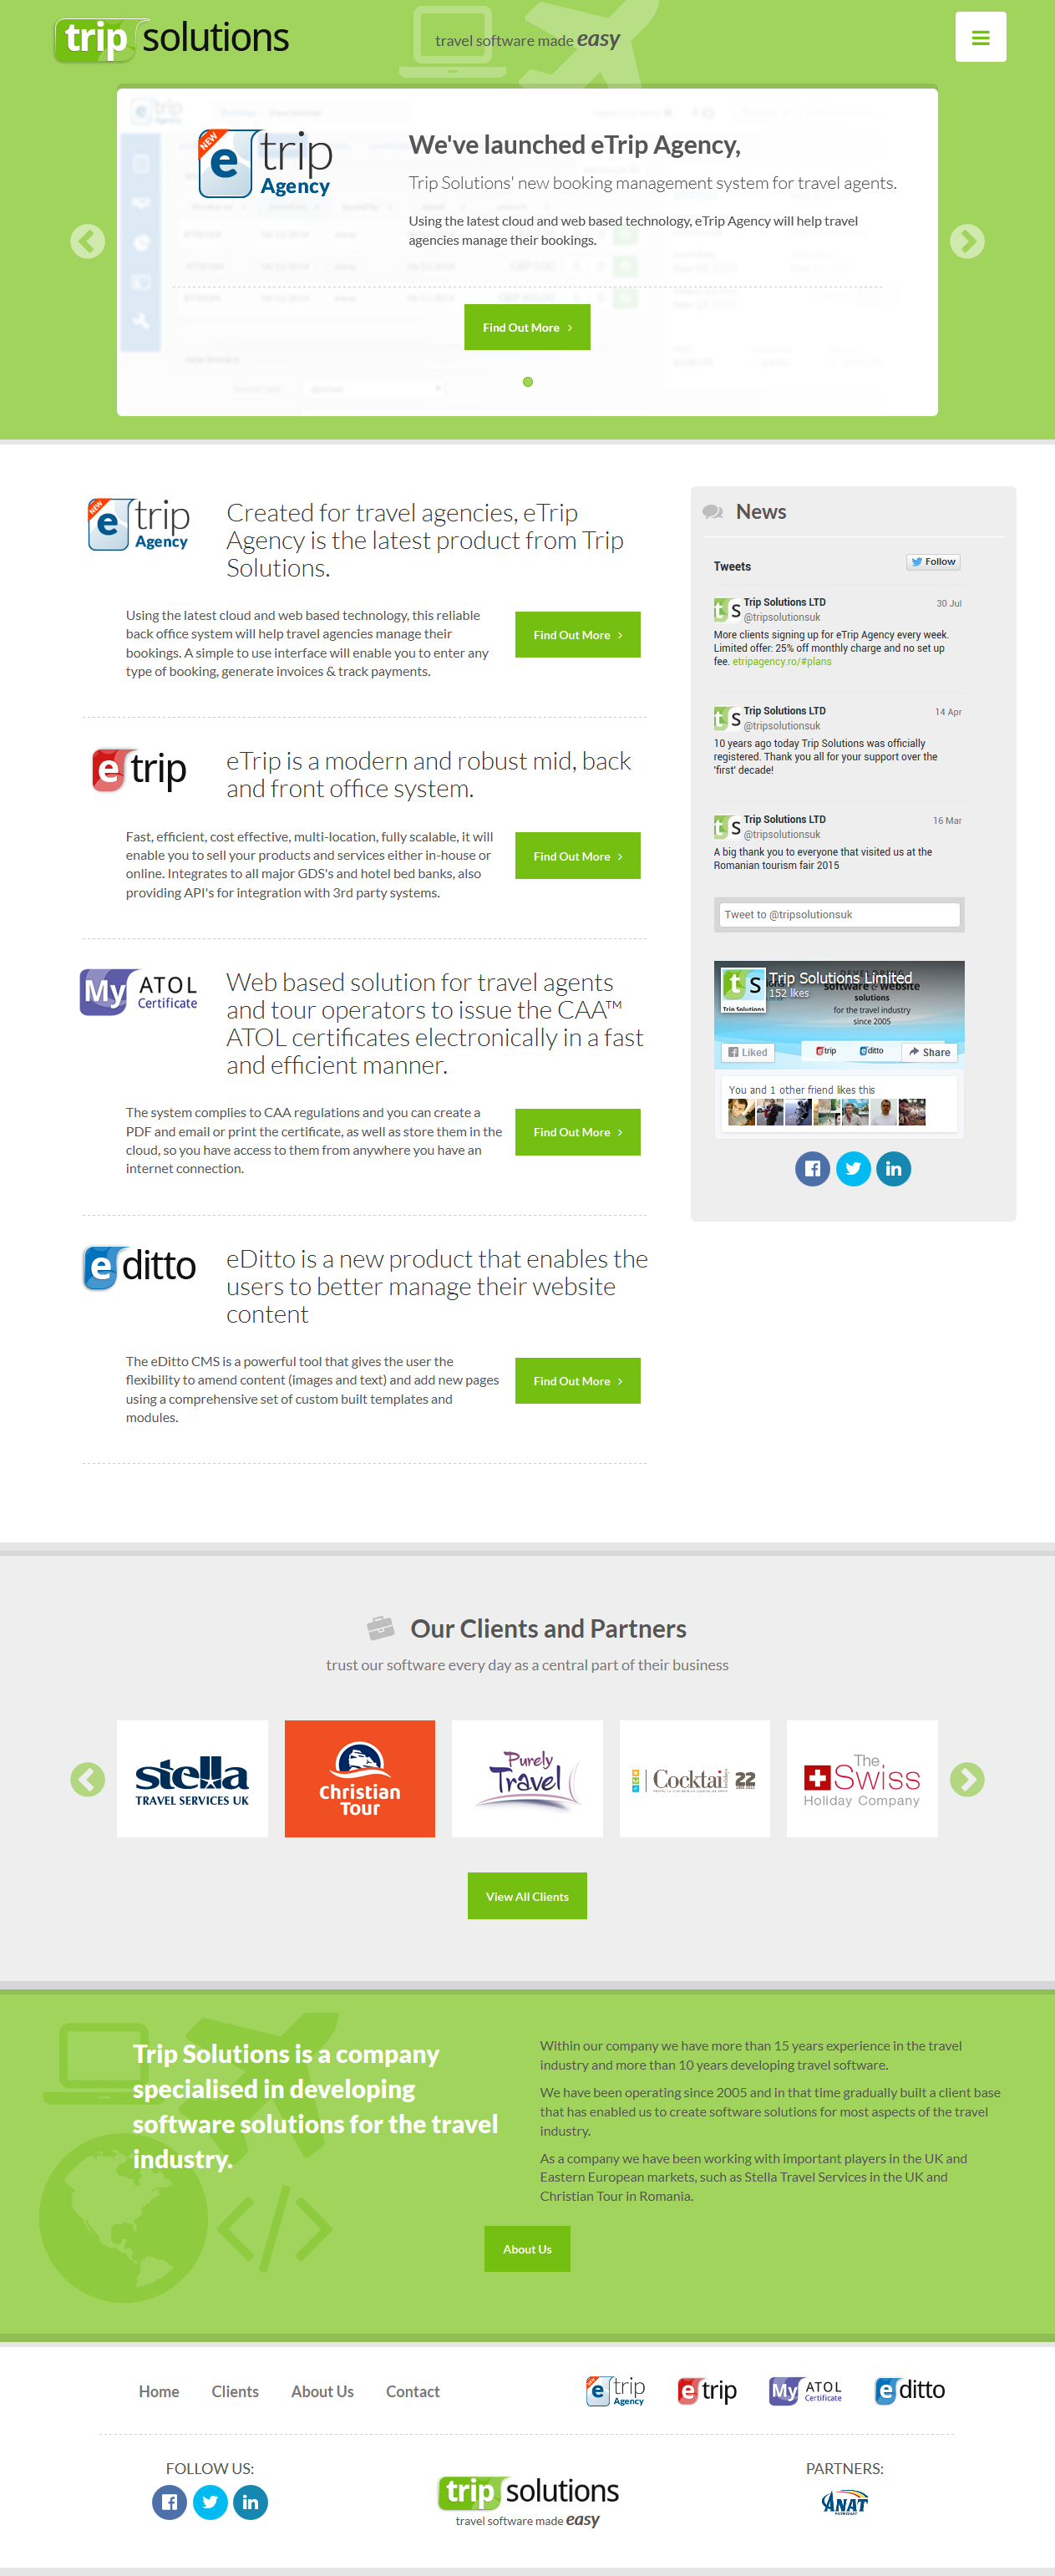 trip solutions
travel software made easy
NEW
e trip
Agency
We've launched eTrip Agency,
Trip Solutions' new booking management system for travel agents.
Using the latest cloud and web based technology, eTrip Agency will help travel
agencies manage their bookings.
Find Out More
NEW
e trip
Agency
Created for travel agencies, eTrip
Agency is the latest product from Trip
Solutions.
Using the latest cloud and web based technology, this reliable
back office system will help travel agencies manage their
bookings. A simple to use interface will enable you to enter any
type of booking, generate invoices & track payments.
Find Out More
e trip
eTrip is a modern and robust mid, back
and front office system.
Fast, efficient, cost effective, multi-location, fully scalable, it will
enable you to sell your products and services either in-house or
online. Integrates to all major GDS's and hotel bed banks, also
providing API's for integration with 3rd party systems.
Find Out More
My ATOL
Certificate
Web based solution for travel agents
and tour operators to issue the CAA™
ATOL certificates electronically in a fast
and efficient manner.
The system complies to CAA regulations and you can create a
PDF and email or print the certificate, as well as store them in the
cloud, so you have access to them from anywhere you have an
internet connection.
Find Out More
e ditto
eDitto is a new product that enables the
users to better manage their website
content
The eDitto CMS is a powerful tool that gives the user the
flexibility to amend content (images and text) and add new pages
using a comprehensive set of custom built templates and
modules.
Find Out More
News
Tweets
Follow
Trip Solutions LTD
30 Jul
@tripsolutionsuk
More clients signing up for eTrip Agency every week.
Limited offer: 25% off monthly charge and no set up
fee. etripagency.ro/#plans
Trip Solutions LTD
14 Apr
@tripsolutionsuk
10 years ago today Trip Solutions was officially
registered. Thank you all for your support over the
'first' decade!
Trip Solutions LTD
16 Mar
@tripsolutionsuk
A big thank you to everyone that visited us at the
Romanian tourism fair 2015
Tweet to @tripsolutionsuk
Trip Solutions Limited
152 likes
software & website
solutions
for the travel industry
since 2005
Trip Solutions
Liked
etrip
editto
Share
You and 1 other friend likes this
Our Clients and Partners
trust our software every day as a central part of their business
stella
TRAVEL SERVICES UK
Christian
Tour
Purely
Travel
Cocktail
22
The
Swiss
Holiday Company
View All Clients
Trip Solutions is a company
specialised in developing
software solutions for the travel
industry.
Within our company we have more than 15 years experience in the travel
industry and more than 10 years developing travel software.
We have been operating since 2005 and in that time gradually built a client base
that has enabled us to create software solutions for most aspects of the travel
industry.
As a company we have been working with important players in the UK and
Eastern European markets, such as Stella Travel Services in the UK and
Christian Tour in Romania.
About Us
Home
Clients
About Us
Contact
e trip
Agency
e trip
My ATOL
Certificate
e ditto
FOLLOW US:
trip solutions
travel software made easy
PARTNERS:
ANAT